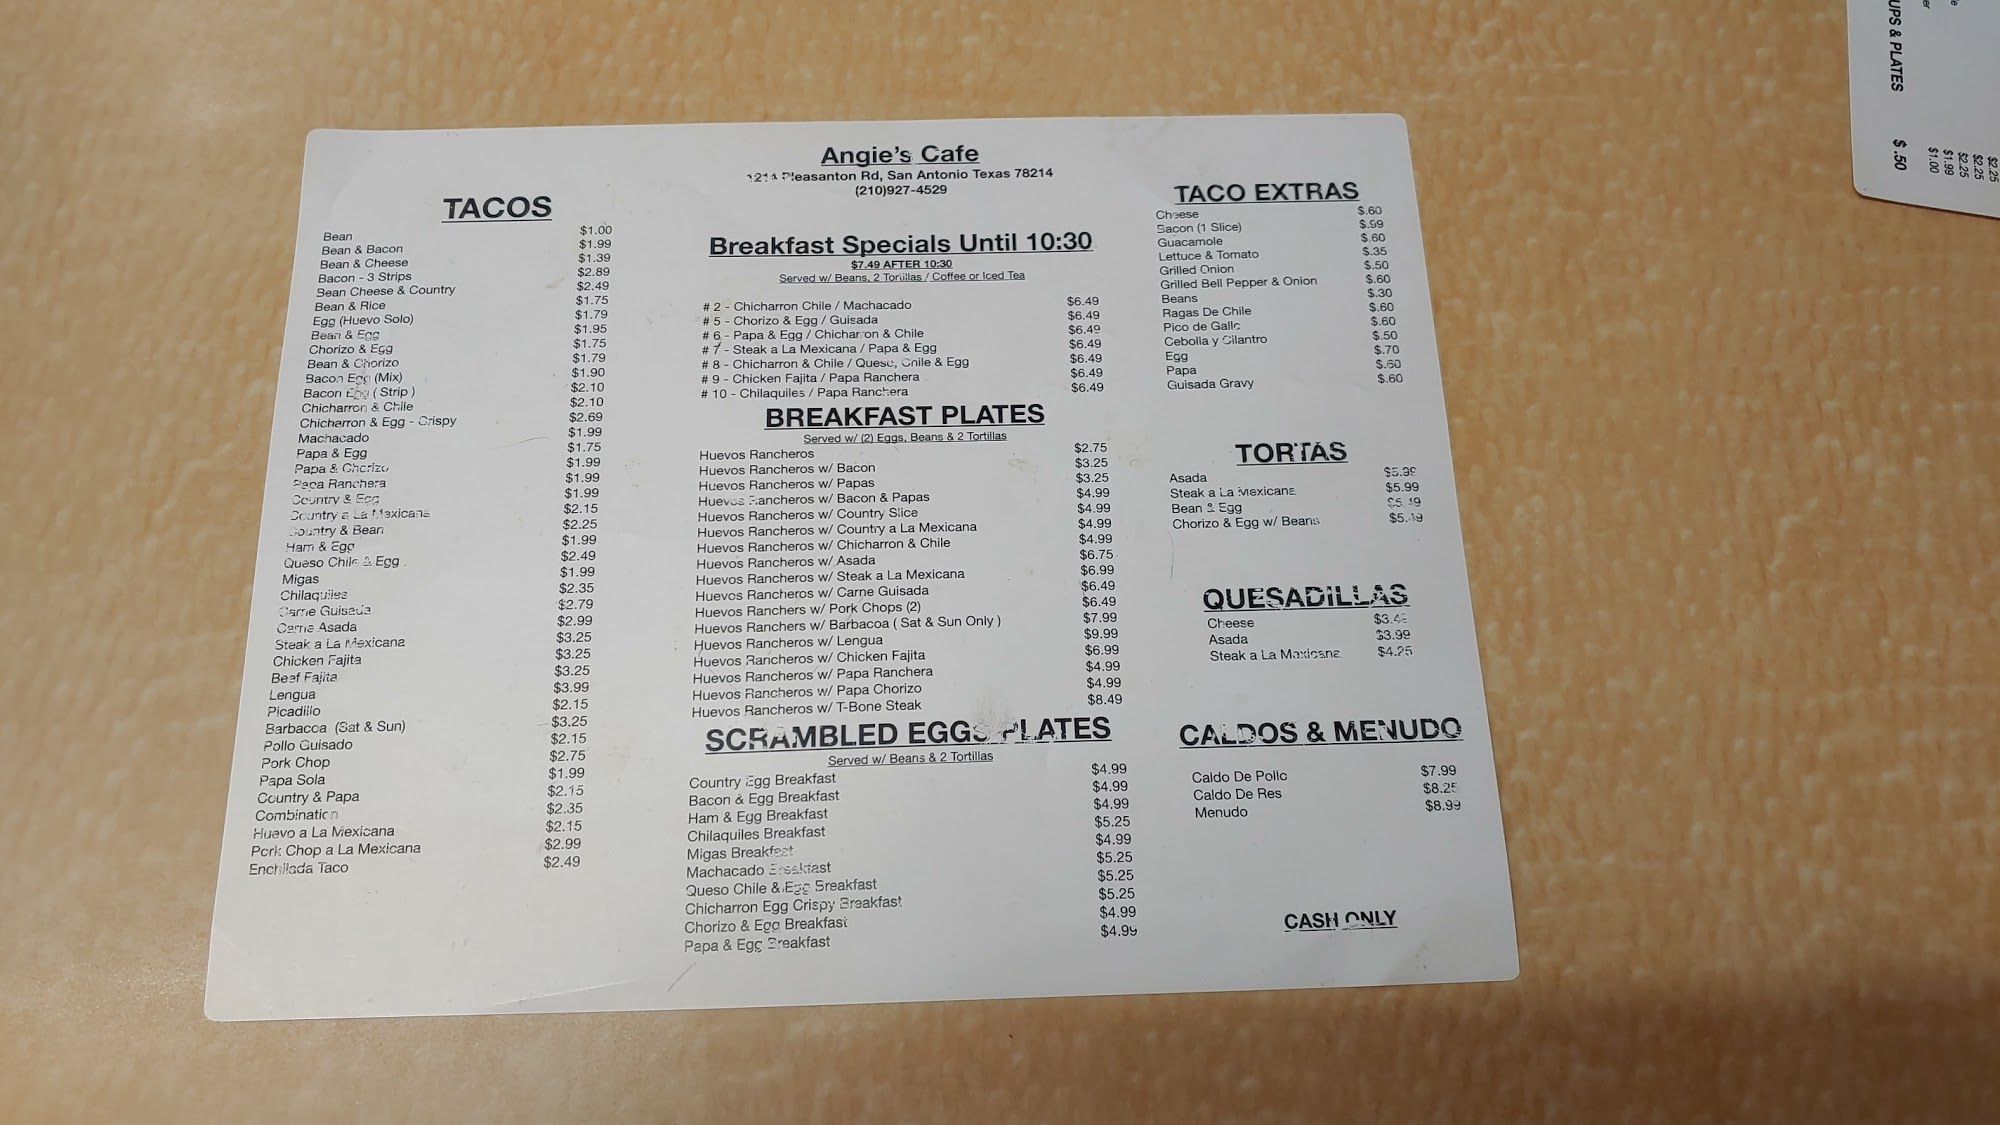 Angie's Cafe
Pleasanton Rd, San Antonio Texas 78214
(210)927-4529
TACOS
Bean $1.00
Bean & Bacon $1.99
Bean & Cheese $1.39
Bacon - 3 Strips $2.89
Bean Cheese & Country $2.49
Bean & Rice $1.75
Egg (Huevo Solo) $1.79
Bean & Egg $1.95
Chorizo & Egg $1.75
Bean & Chorizo $1.79
Bacon Egg (Mix) $1.90
Bacon Egg ( Strip ) $2.10
Chicharron & Chile $2.10
Chicharron & Egg - Crispy $2.69
Machacado $1.99
Papa & Egg $1.75
Papa & Chorizo $1.99
Papa Ranchera $1.99
Country & Egg $1.99
Country a La Mexicana $2.15
Country & Bean $2.25
Ham & Egg $1.99
Queso Chile & Egg $2.49
Migas $1.99
Chilaquiles $2.35
Carne Guisada $2.79
Carne Asada $2.99
Steak a La Mexicana $3.25
Chicken Fajita $3.25
Beef Fajita $3.25
Lengua $3.99
Picadillo $2.15
Barbacoa (Sat & Sun) $3.25
Pollo Guisado $2.15
Pork Chop $2.75
Papa Sola $1.99
Country & Papa $2.15
Combination $2.35
Huevo a La Mexicana $2.15
Pork Chop a La Mexicana $2.99
Enchilada Taco $2.49
Breakfast Specials Until 10:30
$7.49 AFTER 10:30
Served w/ Beans, 2 Tortillas / Coffee or Iced Tea
# 2 - Chicharron Chile / Machacado $6.49
# 5 - Chorizo & Egg / Guisada $6.49
# 6 - Papa & Egg / Chicharron & Chile $6.49
# 7 - Steak a La Mexicana / Papa & Egg $6.49
# 8 - Chicharron & Chile / Queso, Chile & Egg $6.49
# 9 - Chicken Fajita / Papa Ranchera $6.49
# 10 - Chilaquiles / Papa Ranchera $6.49
BREAKFAST PLATES
Served w/ (2) Eggs, Beans & 2 Tortillas
Huevos Rancheros $2.75
Huevos Rancheros w/ Bacon $3.25
Huevos Rancheros w/ Papas $3.25
Huevos Rancheros w/ Bacon & Papas $4.99
Huevos Rancheros w/ Country Slice $4.99
Huevos Rancheros w/ Country a La Mexicana $4.99
Huevos Rancheros w/ Chicharron & Chile $4.99
Huevos Rancheros w/ Asada $6.75
Huevos Rancheros w/ Steak a La Mexicana $6.99
Huevos Rancheros w/ Carne Guisada $6.49
Huevos Ranchers w/ Pork Chops (2) $6.49
Huevos Ranchers w/ Barbacoa ( Sat & Sun Only ) $7.99
Huevos Rancheros w/ Lengua $9.99
Huevos Rancheros w/ Chicken Fajita $6.99
Huevos Rancheros w/ Papa Ranchera $4.99
Huevos Rancheros w/ Papa Chorizo $4.99
Huevos Rancheros w/ T-Bone Steak $8.49
SCRAMBLED EGGS PLATES
Served w/ Beans & 2 Tortillas
Country Egg Breakfast $4.99
Bacon & Egg Breakfast $4.99
Ham & Egg Breakfast $4.99
Chilaquiles Breakfast $5.25
Migas Breakfast $4.99
Machacado Breakfast $5.25
Queso Chile & Egg Breakfast $5.25
Chicharron Egg Crispy Breakfast $5.25
Chorizo & Egg Breakfast $4.99
Papa & Egg Breakfast $4.99
TACO EXTRAS
Cheese $.60
Bacon (1 Slice) $.99
Guacamole $.60
Lettuce & Tomato $.35
Grilled Onion $.50
Grilled Bell Pepper & Onion $.60
Beans $.30
Ragas De Chile $.60
Pico de Gallo $.60
Cebolla y Cilantro $.50
Egg $.70
Papa $.60
Guisada Gravy $.60
TORTAS
Asada $5.99
Steak a La Mexicana $5.99
Bean & Egg $5.49
Chorizo & Egg w/ Beans $5.49
QUESADILLAS
Cheese $3.49
Asada $3.99
Steak a La Mexicana $4.25
CALDOS & MENUDO
Caldo De Pollo $7.99
Caldo De Res $8.25
Menudo $8.99
CASH ONLY
UPS & PLATES $ .50
$1.00
$1.99
$2.25
$2.25
$2.25